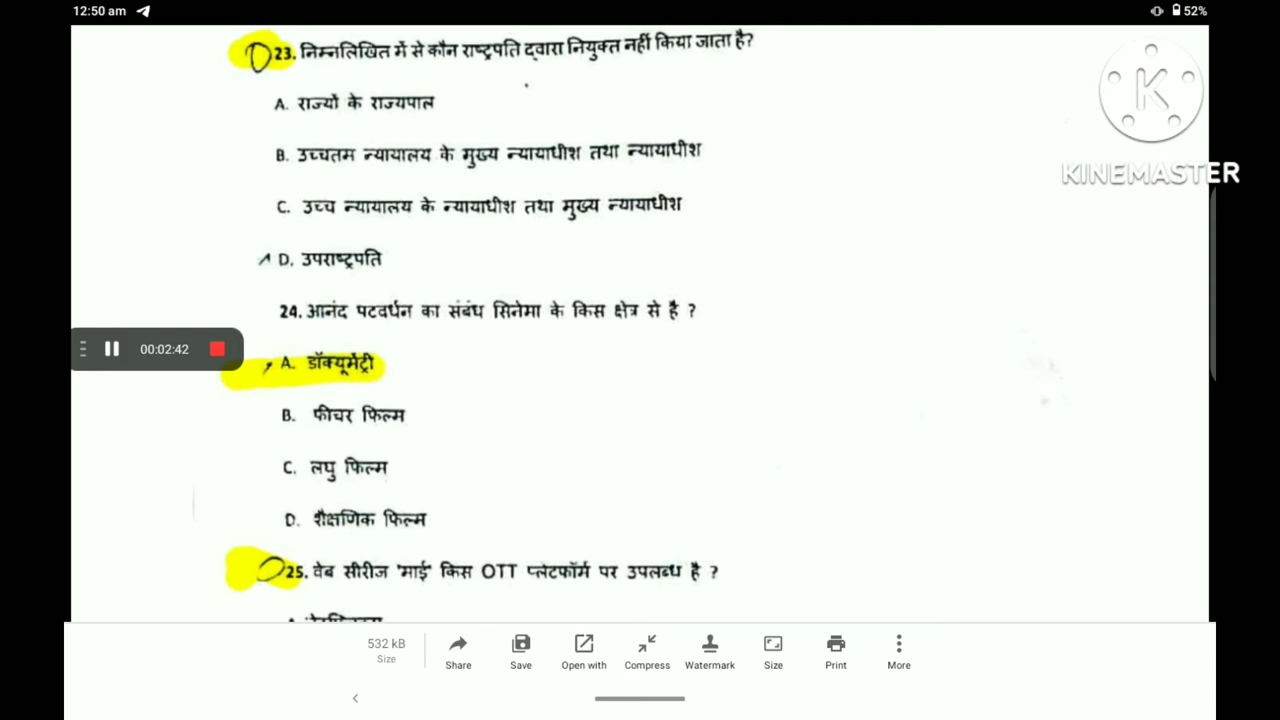 12:50 am
52%
23. निम्नलिखित में से कौन राष्ट्रपति द्वारा नियुक्त नहीं किया जाता है?
A. राज्यों के राज्यपाल
B. उच्चतम न्यायालय के मुख्य न्यायाधीश तथा न्यायाधीश
C. उच्च न्यायालय के न्यायाधीश तथा मुख्य न्यायाधीश
D. उपराष्ट्रपति
24. आनंद पटवर्धन का संबंध सिनेमा के किस क्षेत्र से है ?
A. डॉक्यूमेंट्री
B. फीचर फिल्म
C. लघु फिल्म
D. शैक्षणिक फिल्म
25. वेब सीरीज 'माई' किस OTT प्लेटफॉर्म पर उपलब्ध है ?
K
KINEMASTER
00:02:42
532 kB
Size
Share
Save
Open with
Compress
Watermark
Size
Print
More